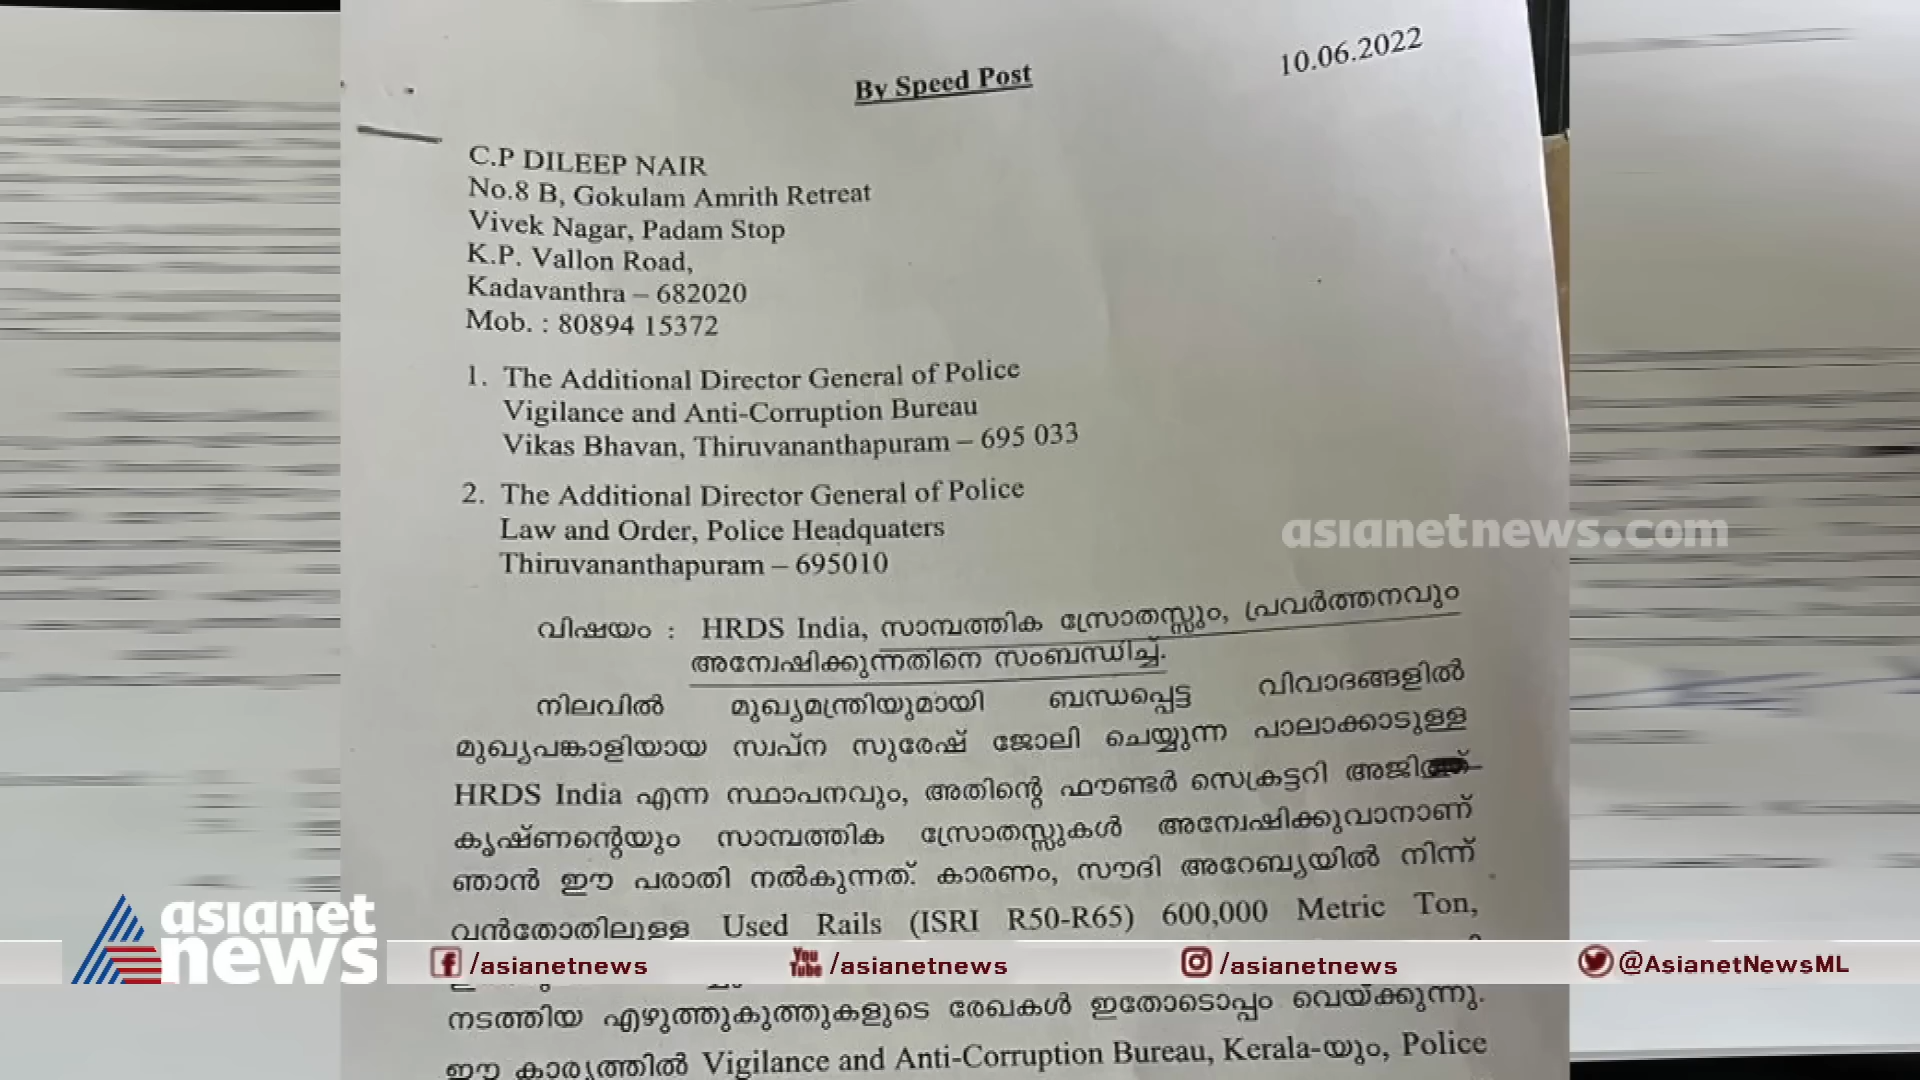 10.06.2022
By Speed Post
C.P DILEEP NAIR
No.8 B, Gokulam Amrith Retreat
Vivek Nagar, Padam Stop
K.P. Vallon Road,
Kadavanthra – 682020
Mob. : 80894 15372
1. The Additional Director General of Police
Vigilance and Anti-Corruption Bureau
Vikas Bhavan, Thiruvananthapuram – 695 033
2. The Additional Director General of Police
Law and Order, Police Headquaters
Thiruvananthapuram – 695010
asianetnews.com
വിഷയം : HRDS India, സാമ്പത്തിക സ്രോതസ്സും, പ്രവർത്തനവും
അന്വേഷിക്കുന്നതിനെ സംബന്ധിച്ച്.
നിലവിൽ മുഖ്യമന്ത്രിയുമായി ബന്ധപ്പെട്ട വിവാദങ്ങളിൽ
മുഖ്യപങ്കാളിയായ സ്വപ്ന സുരേഷ് ജോലി ചെയ്യുന്ന പാലാക്കാടുള്ള
HRDS India എന്ന സ്ഥാപനവും, അതിന്റെ ഫൗണ്ടർ സെക്രട്ടറി
കൃഷ്ണന്റെയും സാമ്പത്തിക സ്രോതസ്സുകൾ അന്വേഷിക്കുവാനാണ്
ഞാൻ ഈ പരാതി നൽകുന്നത്. കാരണം, സൗദി അറേബ്യയിൽ നിന്ന്
വൻതോതിലുള്ള Used Rails (ISRI R50-R65) 600,000 Metric Ton,
asianet
news
/asianetnews
You Tube /asianetnews
/asianetnews
@AsianetNewsML
നടത്തിയ എഴുത്തുകുത്തുകളുടെ രേഖകൾ ഇതോടൊപ്പം വെയ്ക്കുന്നു.
ഈ കാര്യത്തിൽ Vigilance and Anti-Corruption Bureau, Kerala-യും, Police